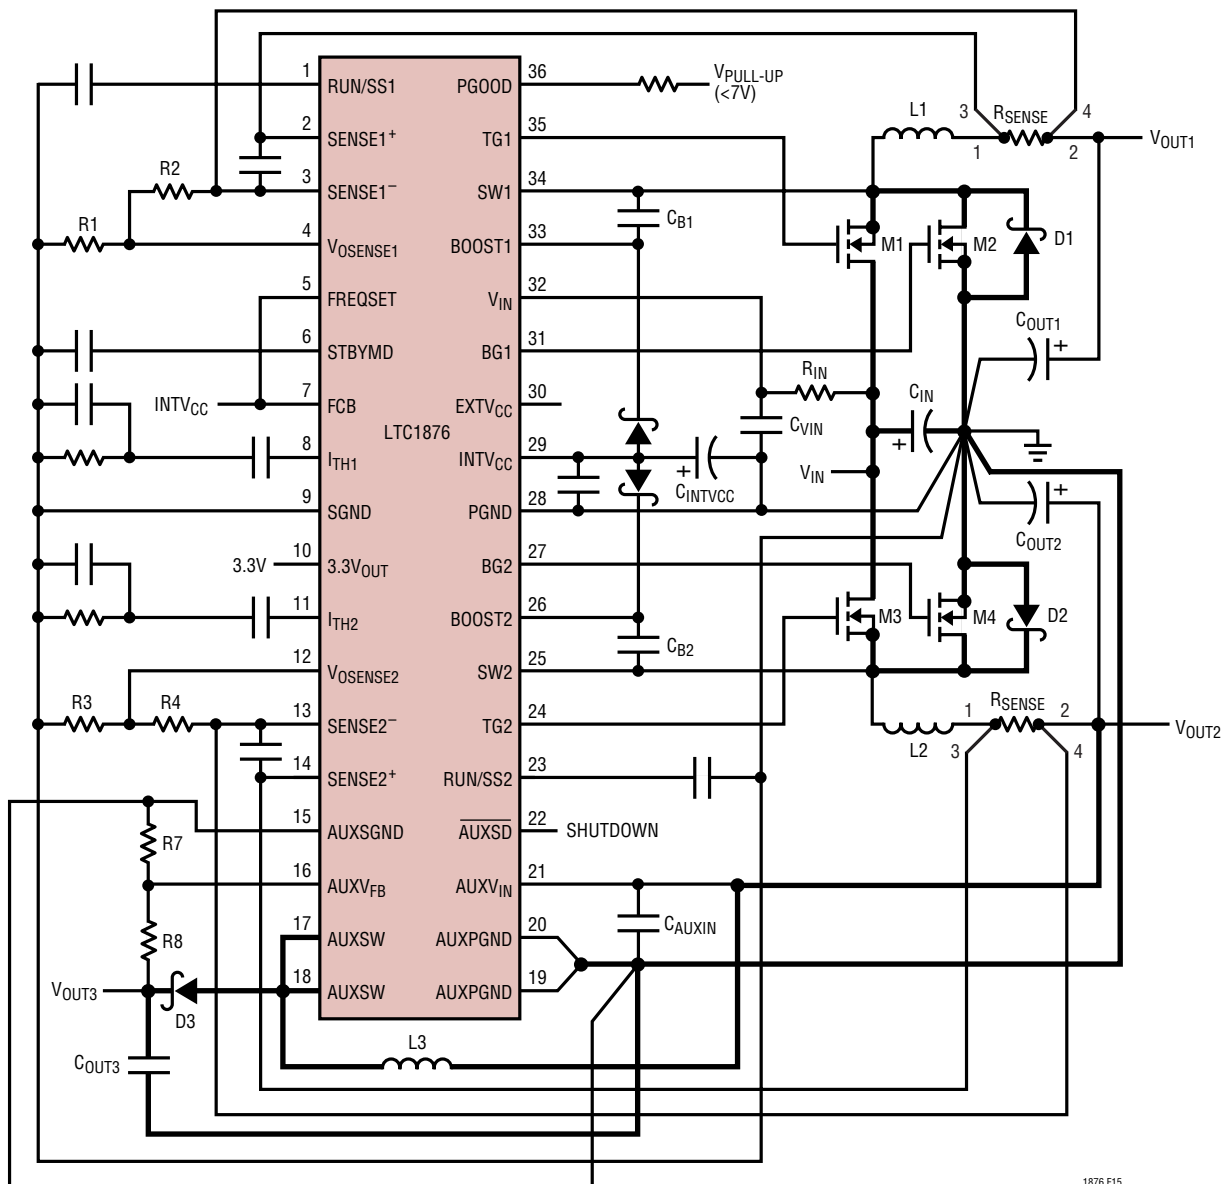 1
RUN/SS1
2
SENSE1+
3
SENSE1−
4
VOSENSE1
5
FREQSET
6
STBYMD
7
FCB
8
ITH1
9
SGND
10
3.3VOUT
11
ITH2
12
VOSENSE2
13
SENSE2−
14
SENSE2+
15
AUXSGND
16
AUXVFB
17
AUXSW
18
AUXSW
LTC1876
36
PGOOD
35
TG1
34
SW1
33
BOOST1
32
VIN
31
BG1
30
EXTVCC
29
INTVCC
28
PGND
27
BG2
26
BOOST2
25
SW2
24
TG2
23
RUN/SS2
22
AUXSD
21
AUXVIN
20
AUXPGND
19
AUXPGND
R2
R1
INTVCC
3.3V
R3
R4
R7
R8
VOUT3
D3
COUT3
L3
VPULL-UP
(<7V)
L1
3
RSENSE
4
1
2
VOUT1
CB1
M1
M2
D1
COUT1
+
RIN
CIN
+
CVIN
VIN
+
CINTVCC
+
COUT2
M3
M4
D2
CB2
RSENSE
1
2
L2
3
4
VOUT2
SHUTDOWN
CAUXIN
1876 F15